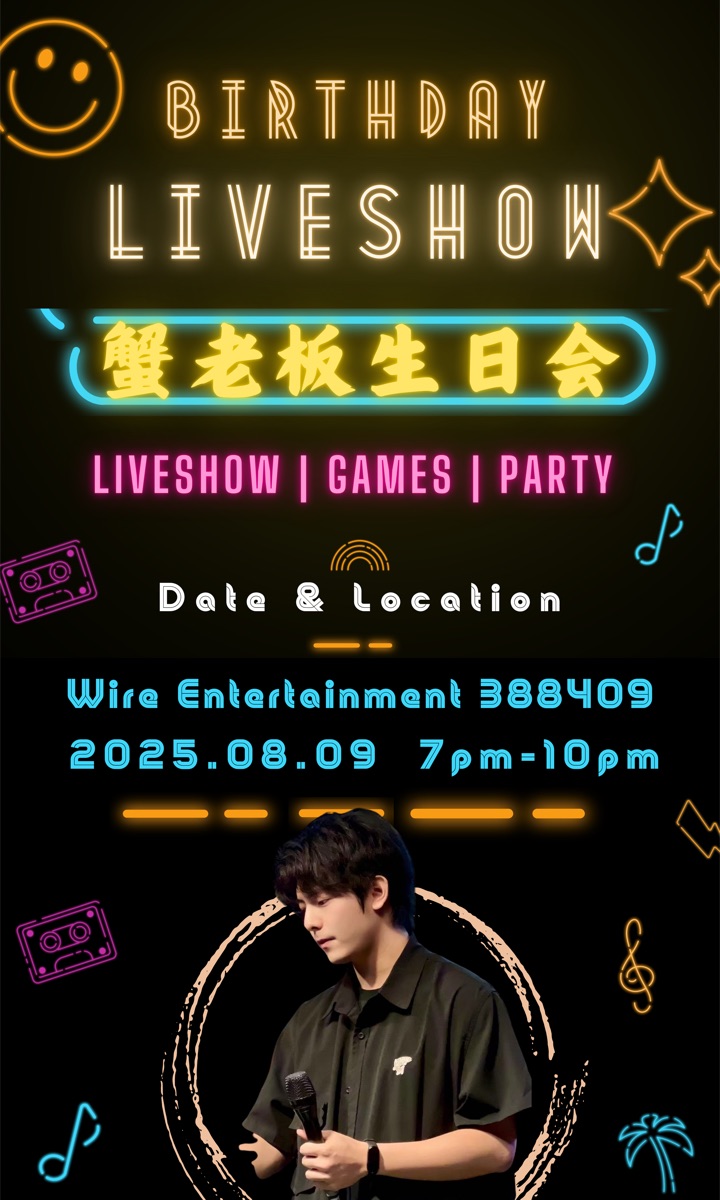 BIRTHDAY
LIVESHOW
蟹老板生日会
LIVESHOW | GAMES | PARTY
Date & Location
Wire Entertainment 388409
2025.08.09 7pm-10pm